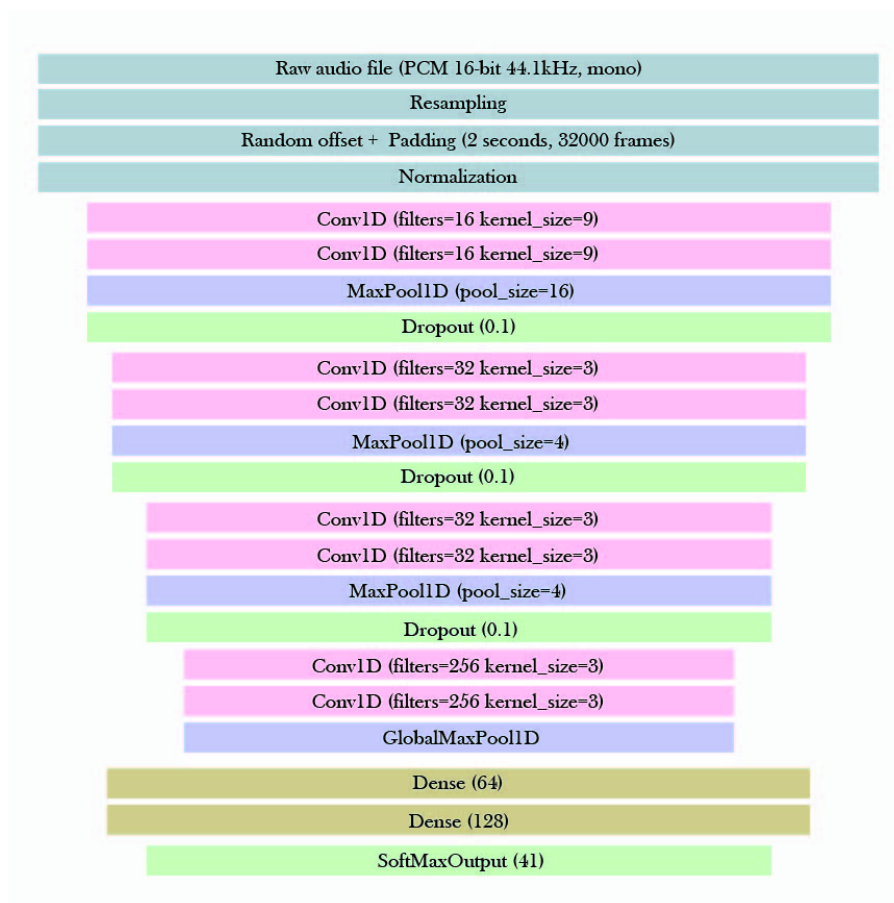 Raw audio file (PCM 16-bit 44.1kHz, mono)
Resampling
Random offset + Padding (2 seconds, 32000 frames)
Normalization
Conv1D (filters=16 kernel_size=9)
Conv1D (filters=16 kernel_size=9)
MaxPool1D (pool_size=16)
Dropout (0.1)
Conv1D (filters=32 kernel_size=3)
Conv1D (filters=32 kernel_size=3)
MaxPool1D (pool_size=4)
Dropout (0.1)
Conv1D (filters=32 kernel_size=3)
Conv1D (filters=32 kernel_size=3)
MaxPool1D (pool_size=4)
Dropout (0.1)
Conv1D (filters=256 kernel_size=3)
Conv1D (filters=256 kernel_size=3)
GlobalMaxPool1D
Dense (64)
Dense (128)
SoftMaxOutput (41)